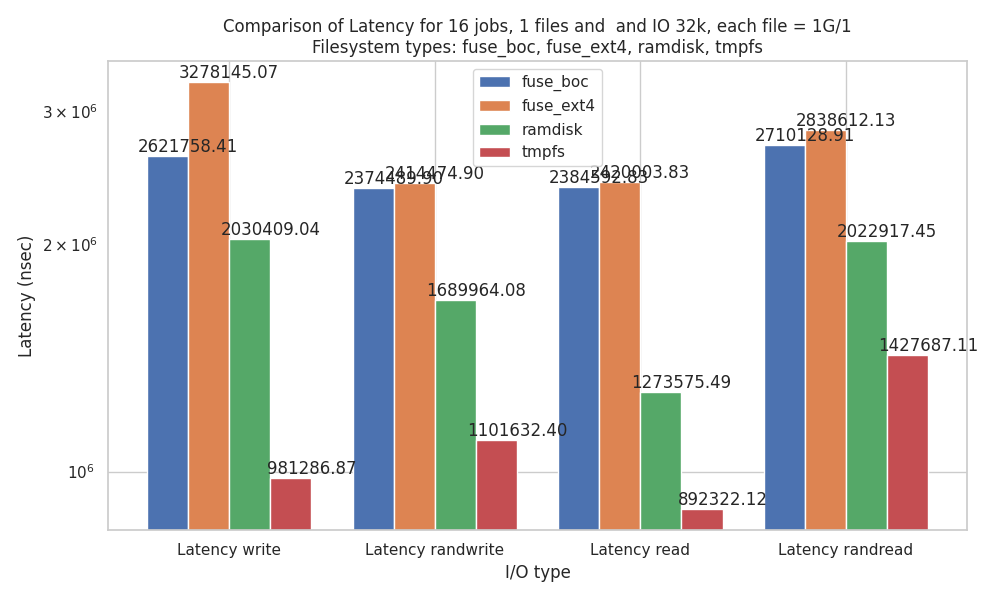 Comparison of Latency for 16 jobs, 1 files and  and IO 32k, each file = 1G/1
Filesystem types: fuse_boc, fuse_ext4, ramdisk, tmpfs
fuse_boc
fuse_ext4
ramdisk
tmpfs
Latency (nsec)
3 × 10⁶
2 × 10⁶
10⁶
2621758.41
3278145.07
2030409.04
981286.87
2374489.90
2414474.90
1689964.08
1101632.40
2384592.83
2420003.83
1273575.49
892322.12
2710128.91
2838612.13
2022917.45
1427687.11
Latency write
Latency randwrite
Latency read
Latency randread
I/O type